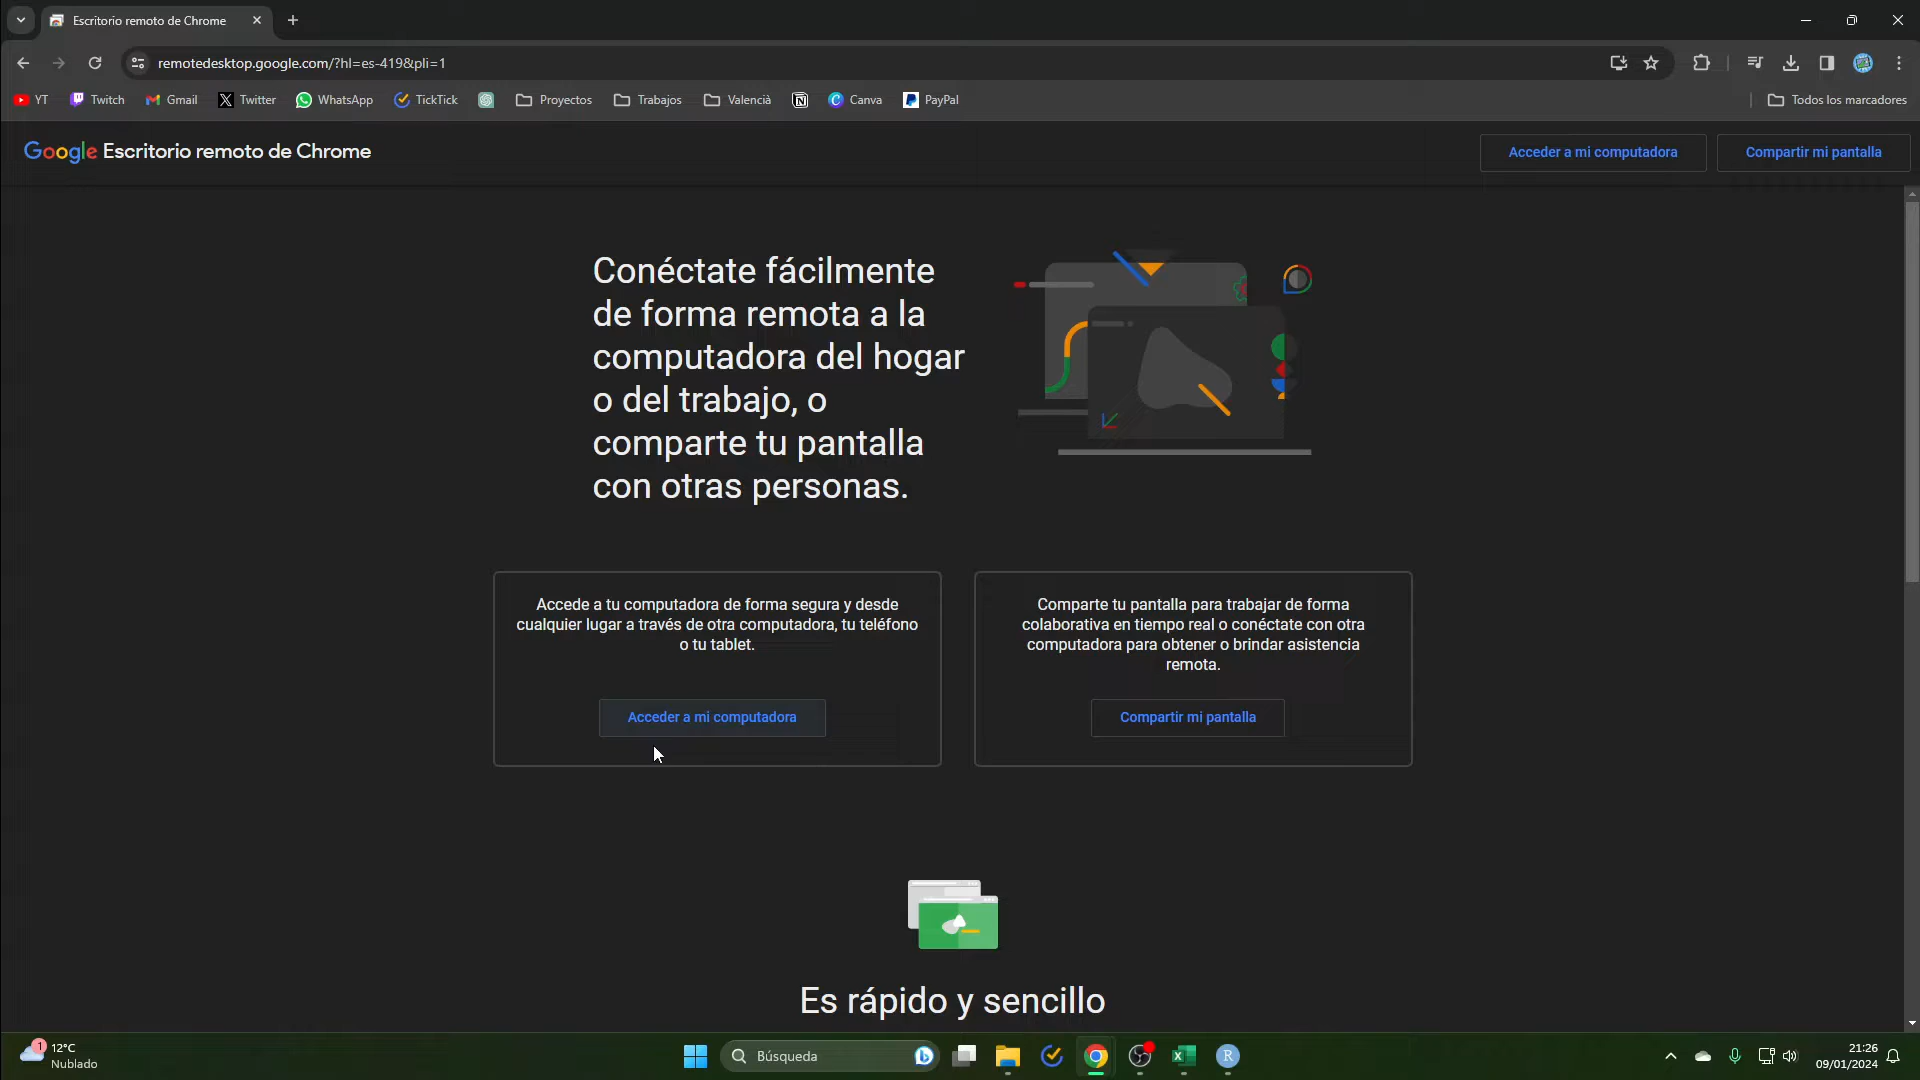 Escritorio remoto de Chrome
remotedesktop.google.com/?hl=es-419&pli=1
YT
Twitch
Gmail
Twitter
WhatsApp
TickTick
Proyectos
Trabajos
Valencià
Canva
PayPal
Todos los marcadores
Google Escritorio remoto de Chrome
Acceder a mi computadora
Compartir mi pantalla
Conéctate fácilmente
de forma remota a la
computadora del hogar
o del trabajo, o
comparte tu pantalla
con otras personas.
Accede a tu computadora de forma segura y desde
cualquier lugar a través de otra computadora, tu teléfono
o tu tablet.
Acceder a mi computadora
Comparte tu pantalla para trabajar de forma
colaborativa en tiempo real o conéctate con otra
computadora para obtener o brindar asistencia
remota.
Compartir mi pantalla
Es rápido y sencillo
1
12°C
Nublado
Búsqueda
R
21:26
09/01/2024